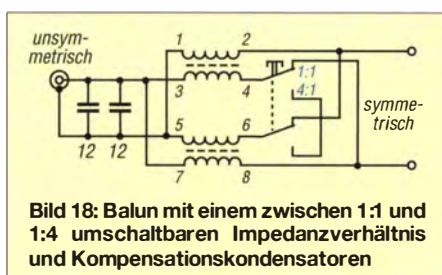 unsym-
metrisch
1 2
3 4
1:1
4:1
symme-
trisch
5 6
12 12
7 8
Bild 18: Balun mit einem zwischen 1:1 und
1:4 umschaltbaren Impedanzverhältnis
und Kompensationskondensatoren